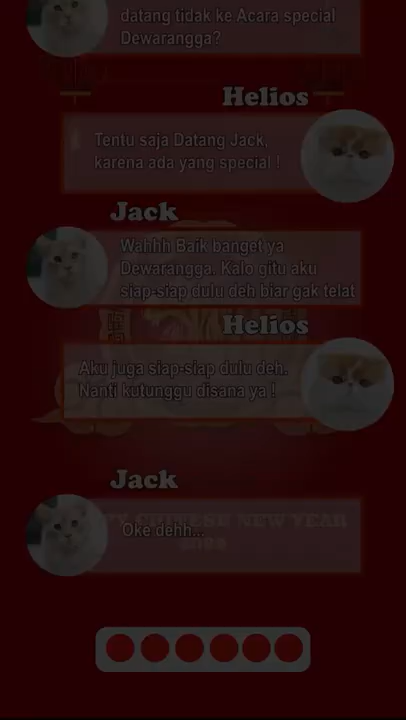 datang tidak ke Acara special
Dewarangga?
Helios
Tentu saja Datang Jack,
karena ada yang special !
Jack
Wahhh Baik banget ya
Dewarangga. Kalo gitu aku
siap-siap dulu deh biar gak telat
Helios
Aku juga siap-siap dulu deh.
Nanti kutunggu disana ya !
Jack
CHINESE NEW YEAR
Oke dehh...